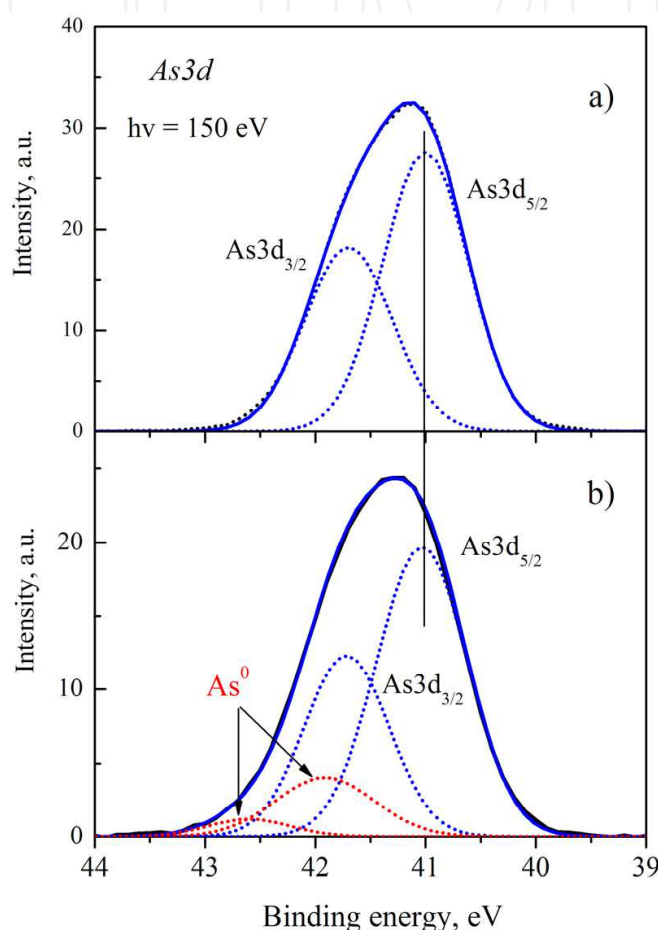 40
As3d
a)
hν = 150 eV
30
As3d5/2
Intensity, a.u.
20
As3d3/2
10
0
b)
20
As3d5/2
Intensity, a.u.
As0
As3d3/2
10
0
44 43 42 41 40 39
Binding energy, eV